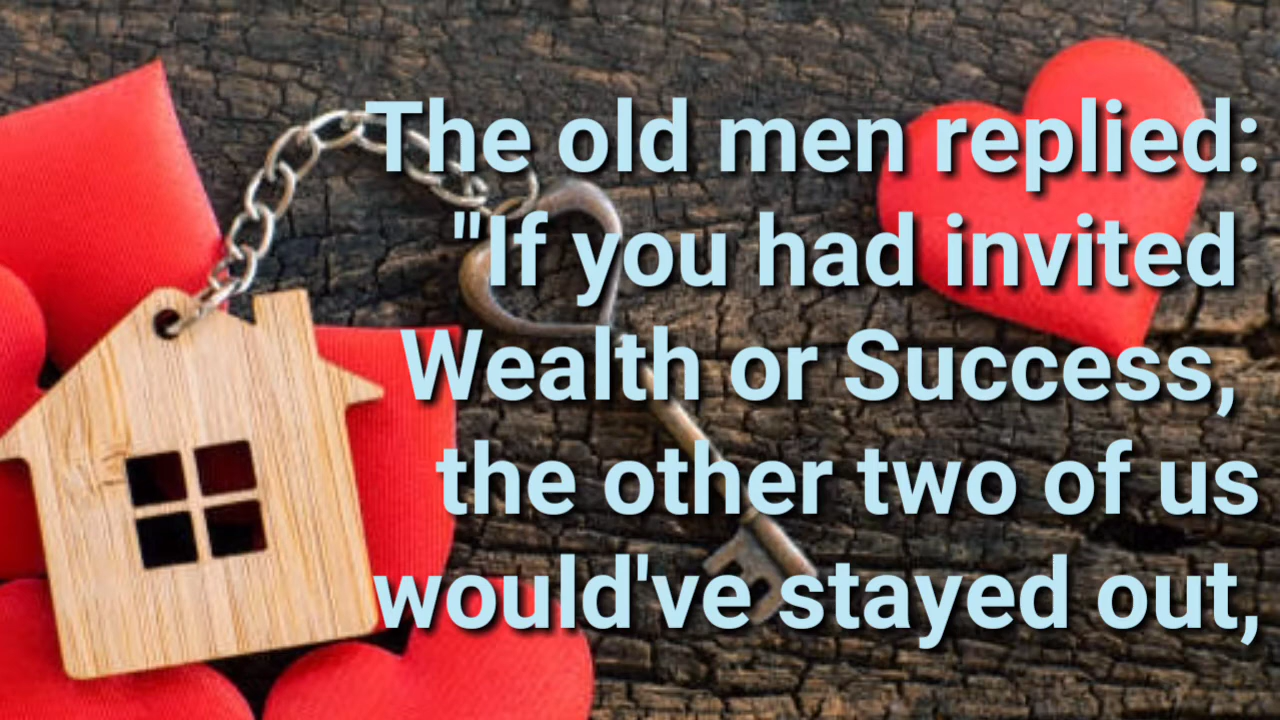 The old men replied:
"If you had invited
Wealth or Success,
the other two of us
would've stayed out,